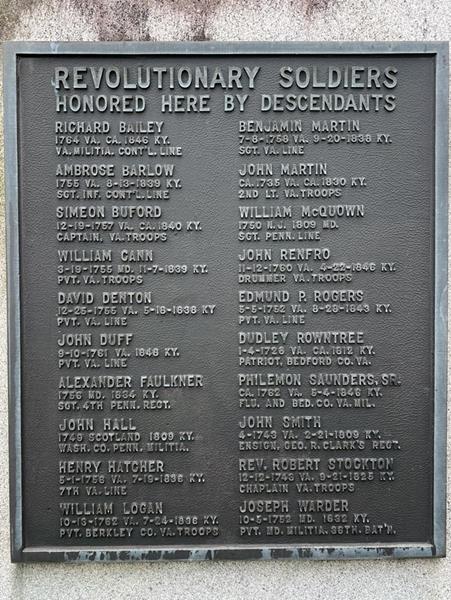 REVOLUTIONARY SOLDIERS
HONORED HERE BY DESCENDANTS
RICHARD BAILEY
1764 VA. CA. 1846 KY.
VA. MILITIA. CONT'L. LINE
AMBROSE BARLOW
1755 VA. 8-13-1839 KY.
SGT. INF. CONT'L. LINE
SIMEON BUFORD
12-19-1757 VA. CA. 1840 KY.
CAPTAIN, VA. TROOPS
WILLIAM CANN
3-19-1755 MD. 11-7-1839 KY.
PVT. VA. TROOPS
DAVID DENTON
12-25-1755 VA. 5-18-1838 KY
PVT. VA. LINE
JOHN DUFF
9-10-1761 VA. 1848 KY.
PVT. VA. LINE
ALEXANDER FAULKNER
1756 MD. 1834 KY.
SGT. 4TH PENN. REGT.
JOHN HALL
1749 SCOTLAND 1809 KY.
WASH. CO. PENN. MILITIA.
HENRY HATCHER
5-1-1756 VA. 7-19-1836 KY.
7TH VA. LINE
WILLIAM LOGAN
10-13-1762 VA. 7-24-1836 KY.
PVT. BERKLEY CO. VA. TROOPS
BENJAMIN MARTIN
7-8-1758 VA. 9-20-1838 KY.
SGT. VA. LINE
JOHN MARTIN
CA. 1735 VA. CA. 1830 KY.
2ND LT. VA. TROOPS
WILLIAM McQUOWN
1750 N.J. 1809 MD.
SGT. PENN. LINE
JOHN RENFRO
11-12-1760 VA. 4-22-1846 KY.
DRUMMER VA. TROOPS
EDMUND P. ROGERS
5-5-1752 VA. 8-28-1843 KY.
PVT. VA. LINE
DUDLEY ROWNTREE
1-4-1728 VA. CA. 1812 KY.
PATRIOT, BEDFORD CO. VA.
PHILEMON SAUNDERS, SR.
CA. 1762 VA. 5-4-1846 KY.
FLU. AND BED. CO. VA. MIL.
JOHN SMITH
4-1743 VA. 2-21-1809 KY.
ENSIGN, GEO. R. CLARK'S REGT.
REV. ROBERT STOCKTON
12-12-1743 VA. 9-21-1825 KY.
CHAPLAIN VA. TROOPS
JOSEPH WARDER
10-5-1752 MD. 1832 KY.
PVT. MD. MILITIA. 36TH. BAT'N.